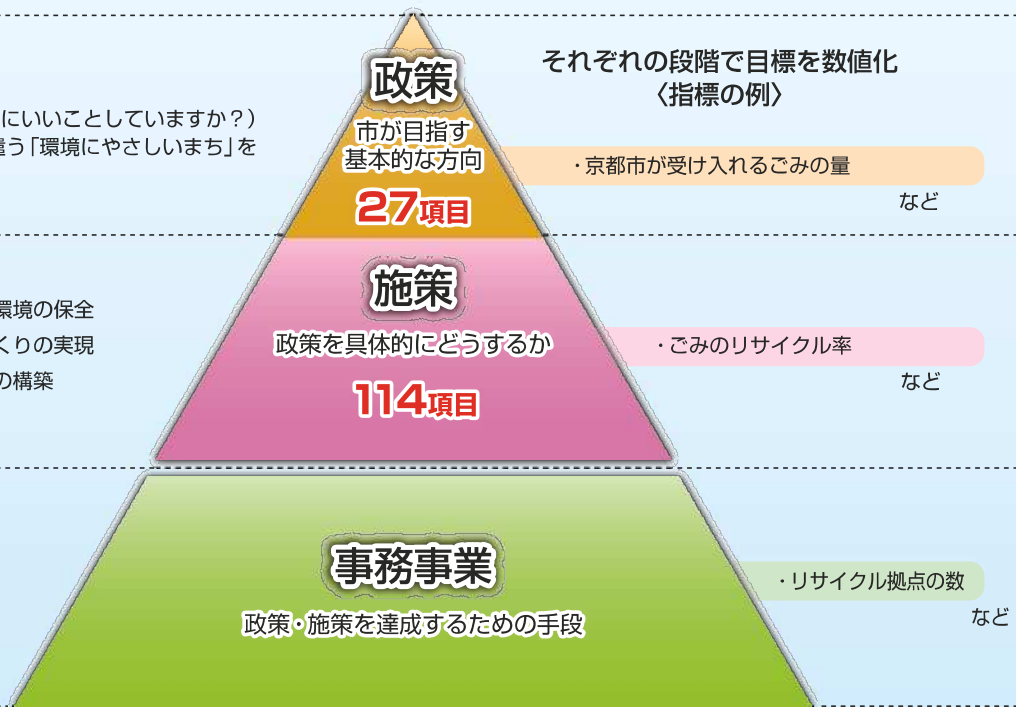 それぞれの段階で目標を数値化
〈指標の例〉
政策
市が目指す
基本的な方向
27項目
にいいことしていますか？）
遣う「環境にやさしいまち」を
・京都市が受け入れるごみの量
など
施策
政策を具体的にどうするか
114項目
環境の保全
くりの実現
の構築
・ごみのリサイクル率
など
事務事業
政策・施策を達成するための手段
・リサイクル拠点の数
など